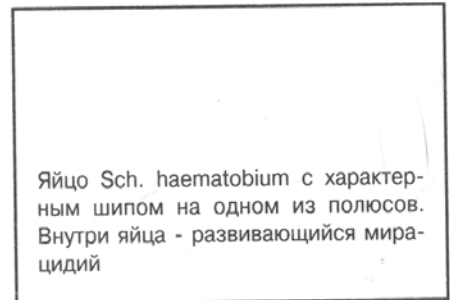 Яйцо Sch. haematobium с характер-
ным шипом на одном из полюсов.
Внутри яйца - развивающийся мира-
цидий